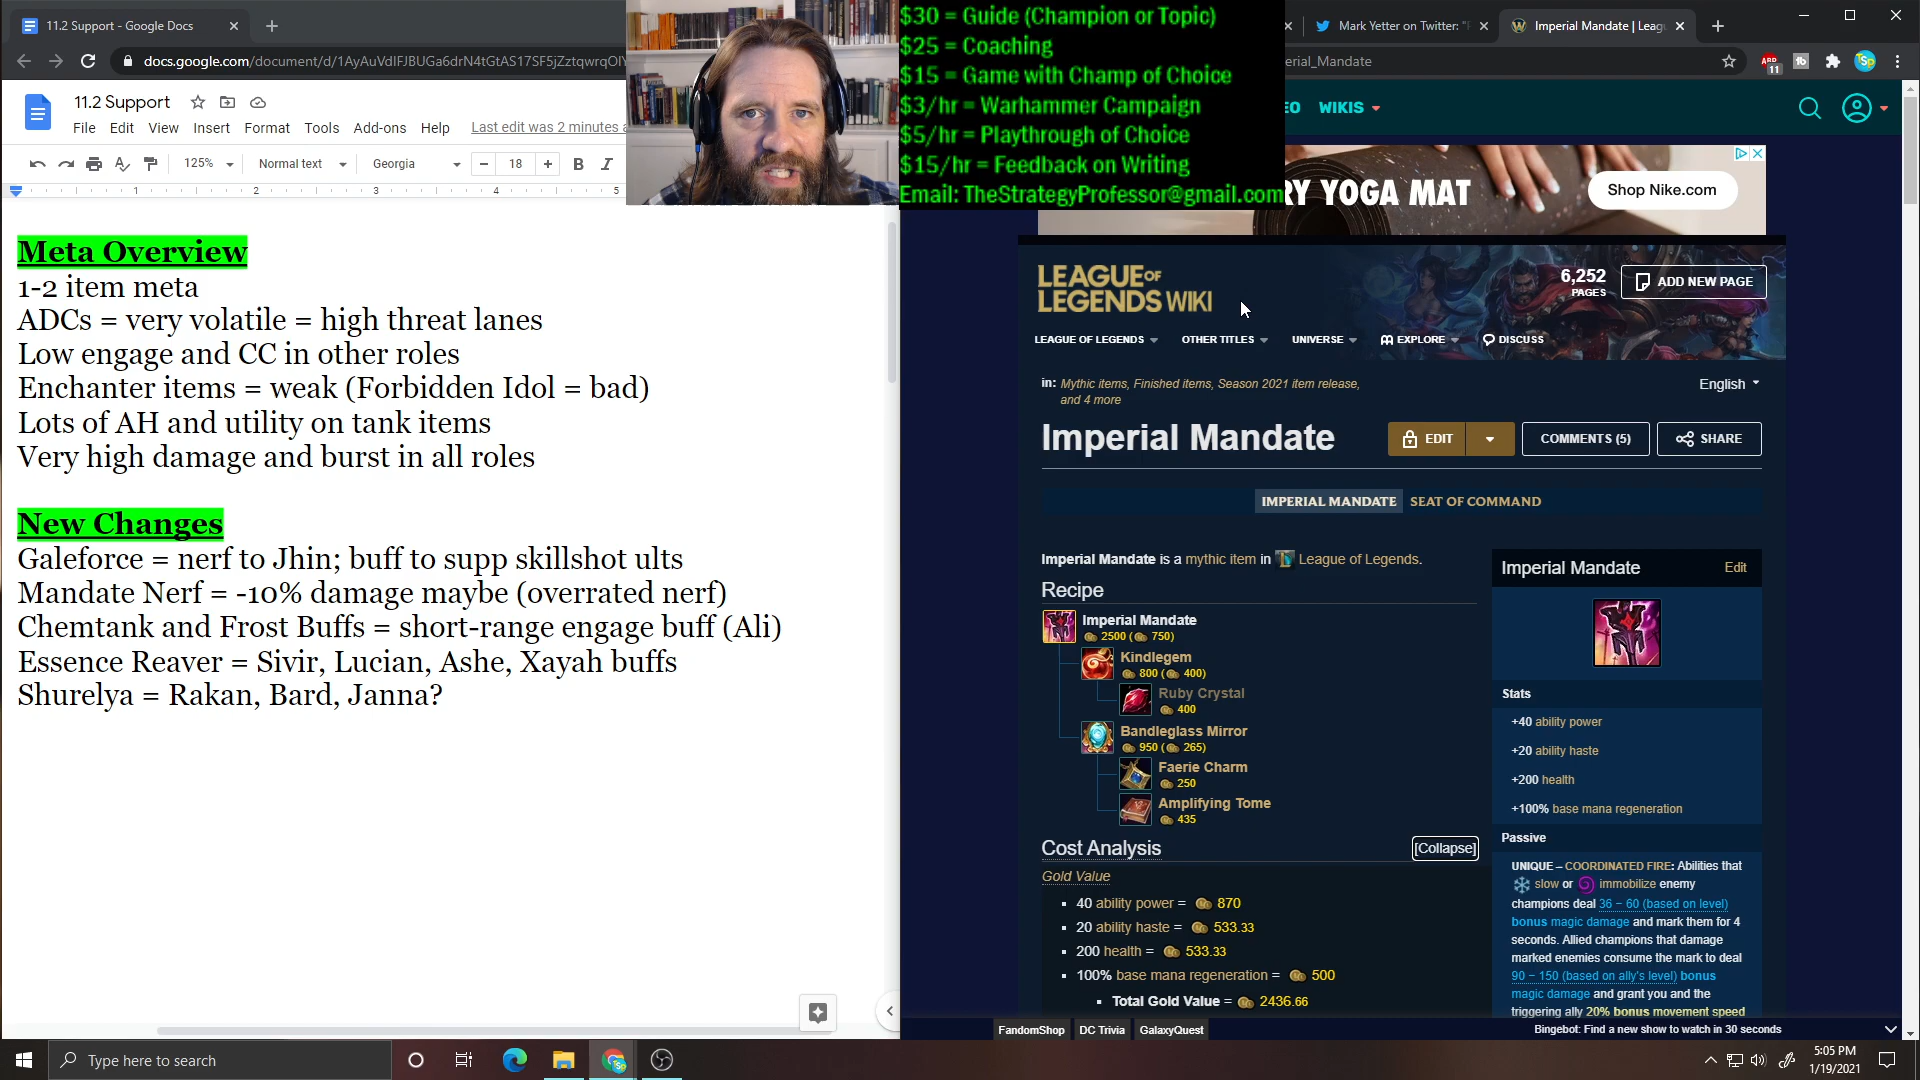 11.2 Support - Google Docs
docs.google.com/document/d/1AyAuVdIFJBUGa6drN4tGtAS17SF5jZztqwrqOlY
11.2 Support
File Edit View Insert Format Tools Add-ons Help Last edit was 2 minutes a
125% Normal text Georgia 18 B I
1 2 3 4 5
Meta Overview
1-2 item meta
ADCs = very volatile = high threat lanes
Low engage and CC in other roles
Enchanter items = weak (Forbidden Idol = bad)
Lots of AH and utility on tank items
Very high damage and burst in all roles
New Changes
Galeforce = nerf to Jhin; buff to supp skillshot ults
Mandate Nerf = -10% damage maybe (overrated nerf)
Chemtank and Frost Buffs = short-range engage buff (Ali)
Essence Reaver = Sivir, Lucian, Ashe, Xayah buffs
Shurelya = Rakan, Bard, Janna?
$30 = Guide (Champion or Topic)
$25 = Coaching
$15 = Game with Champ of Choice
$3/hr = Warhammer Campaign
$5/hr = Playthrough of Choice
$15/hr = Feedback on Writing
Email: TheStrategyProfessor@gmail.com
Mark Yetter on Twitter: "F
Imperial Mandate | Leag
erial_Mandate
ABP
11
EO WIKIS
RY YOGA MAT
Shop Nike.com
LEAGUE OF LEGENDS WIKI
6,252
PAGES
ADD NEW PAGE
LEAGUE OF LEGENDS OTHER TITLES UNIVERSE EXPLORE DISCUSS
in: Mythic items, Finished items, Season 2021 item release,
and 4 more
English
Imperial Mandate
EDIT
COMMENTS (5)
SHARE
IMPERIAL MANDATE SEAT OF COMMAND
Imperial Mandate is a mythic item in League of Legends.
Recipe
Imperial Mandate
2500 ( 750)
Kindlegem
800 ( 400)
Ruby Crystal
400
Bandleglass Mirror
950 ( 265)
Faerie Charm
250
Amplifying Tome
435
Cost Analysis
[Collapse]
Gold Value
40 ability power = 870
20 ability haste = 533.33
200 health = 533.33
100% base mana regeneration = 500
Total Gold Value = 2436.66
Imperial Mandate Edit
Stats
+40 ability power
+20 ability haste
+200 health
+100% base mana regeneration
Passive
UNIQUE – COORDINATED FIRE: Abilities that
slow or immobilize enemy
champions deal 36 – 60 (based on level)
bonus magic damage and mark them for 4
seconds. Allied champions that damage
marked enemies consume the mark to deal
90 – 150 (based on ally's level) bonus
magic damage and grant you and the
triggering ally 20% bonus movement speed
FandomShop DC Trivia GalaxyQuest
Bingebot: Find a new show to watch in 30 seconds
Type here to search
5:05 PM
1/19/2021